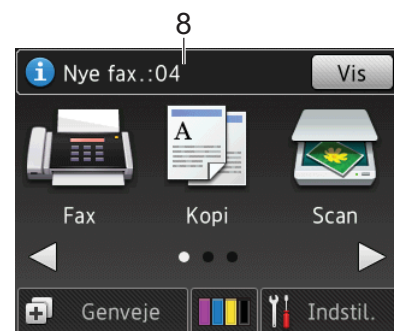 8
Nye fax.:04 Vis
A
Fax Kopi Scan
Genveje Indstil.